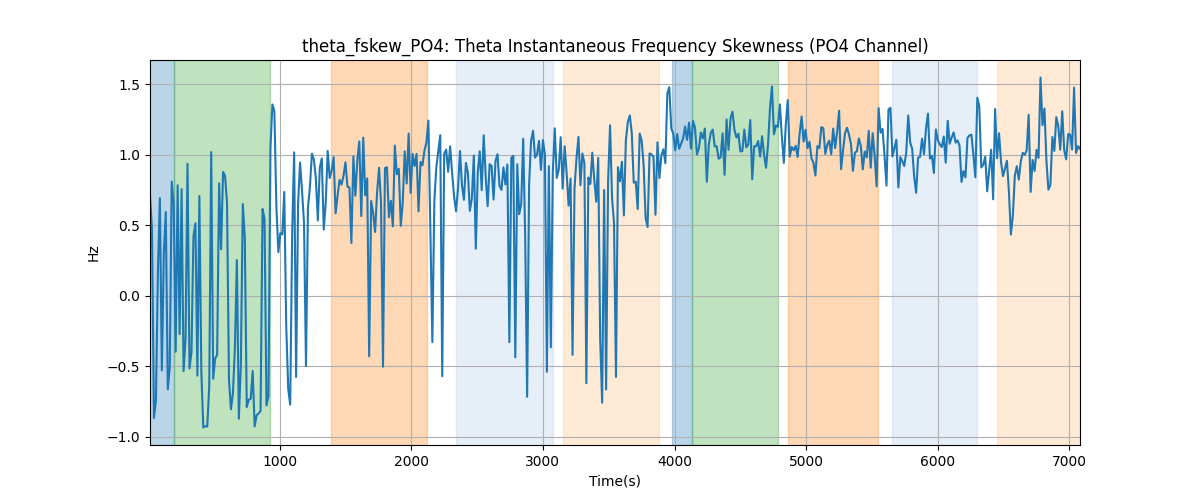 theta_fskew_PO4: Theta Instantaneous Frequency Skewness (PO4 Channel)
1.5
1.0
0.5
0.0
−0.5
−1.0
Hz
1000 2000 3000 4000 5000 6000 7000
Time(s)